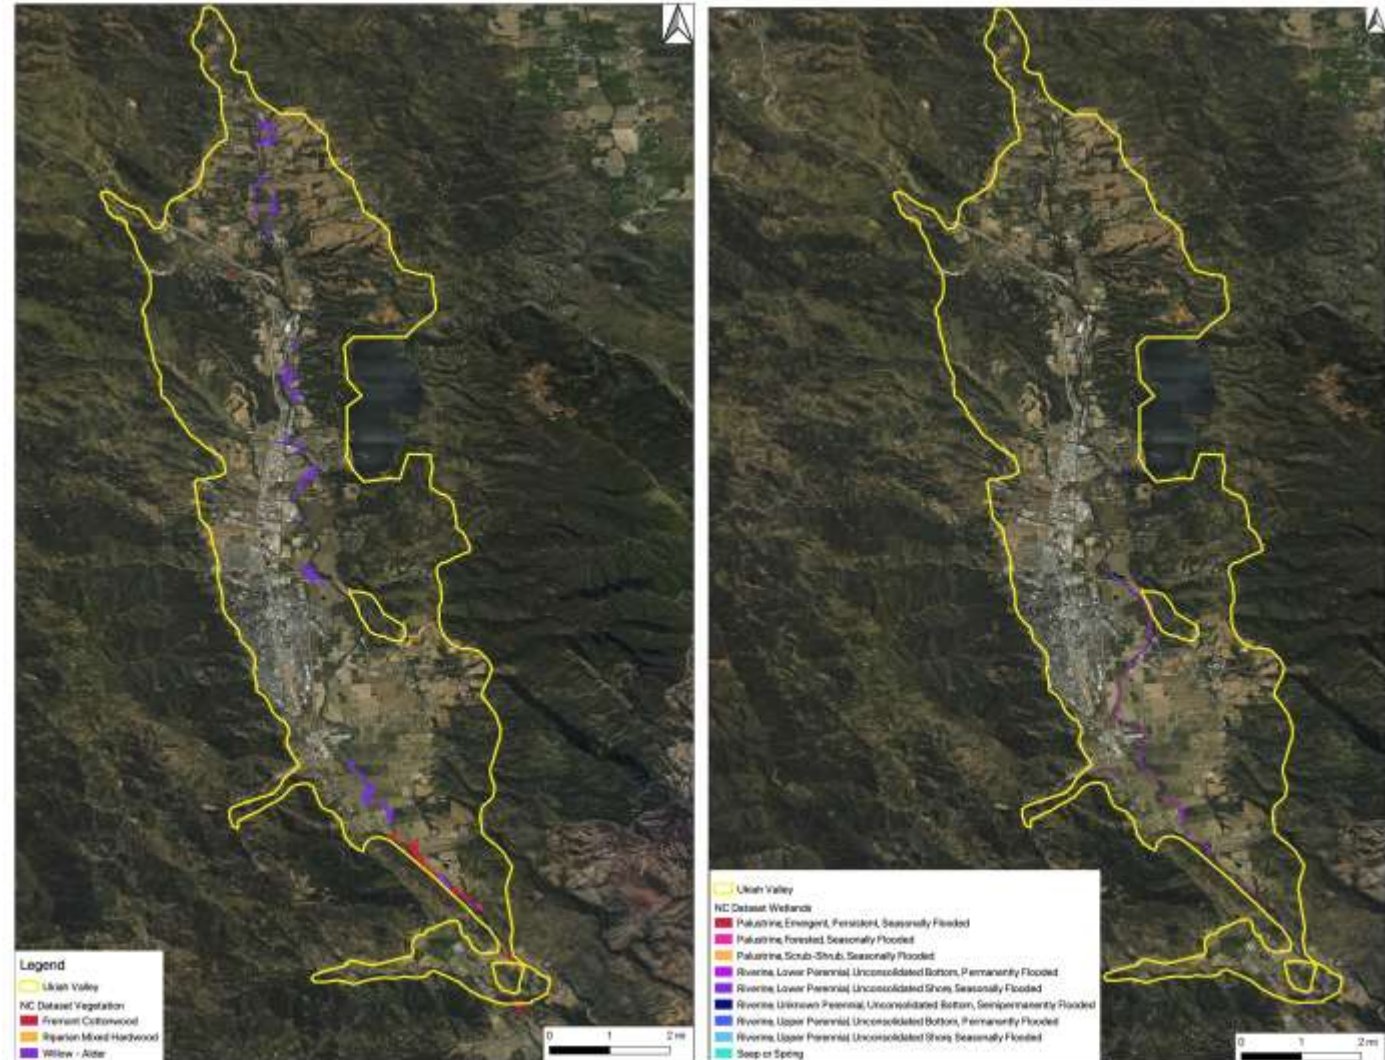 Legend
Ukiah Valley
NC Dataset Vegetation
Fremont Cottonwood
Riparian Mixed Hardwood
Willow - Alder
0 1 2 mi
Ukiah Valley
NC Dataset Wetlands
Palustrine, Emergent, Persistent, Seasonally Flooded
Palustrine, Forested, Seasonally Flooded
Palustrine, Scrub-Shrub, Seasonally Flooded
Riverine, Lower Perennial, Unconsolidated Bottom, Permanently Flooded
Riverine, Lower Perennial, Unconsolidated Shore, Seasonally Flooded
Riverine, Unknown Perennial, Unconsolidated Bottom, Semipermanently Flooded
Riverine, Upper Perennial, Unconsolidated Bottom, Permanently Flooded
Riverine, Upper Perennial, Unconsolidated Shore, Seasonally Flooded
Seep or Spring
0 1 2 mi